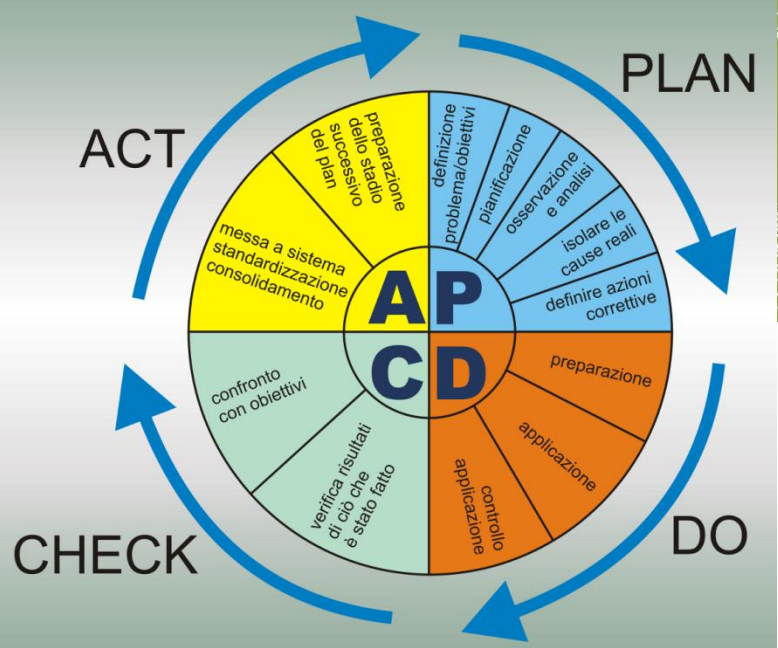 PLAN
definizione
problema/obiettivi
pianificazione
osservazione
e analisi
isolare le
cause reali
definire azioni
correttive
DO
preparazione
applicazione
controllo
applicazione
CHECK
verifica risultati
di ciò che
è stato fatto
confronto
con obiettivi
ACT
messa a sistema
standardizzazione
consolidamento
preparazione
dello stadio
successivo
del plan
A P
C D